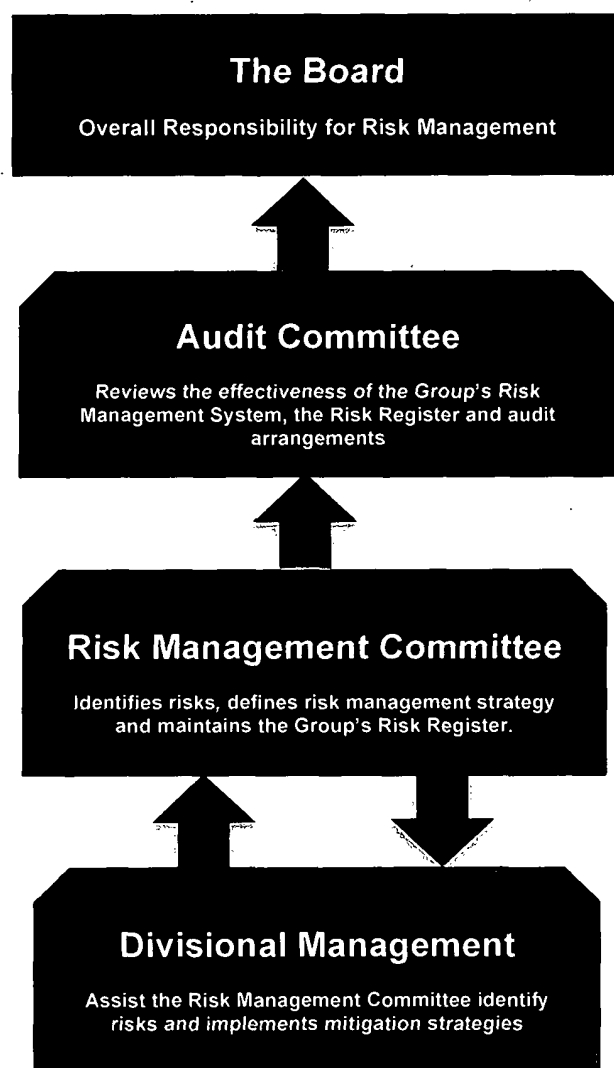 The Board
Overall Responsibility for Risk Management
Audit Committee
Reviews the effectiveness of the Group's Risk
Management System, the Risk Register and audit
arrangements
Risk Management Committee
Identifies risks, defines risk management strategy
and maintains the Group's Risk Register.
Divisional Management
Assist the Risk Management Committee identify
risks and implements mitigation strategies